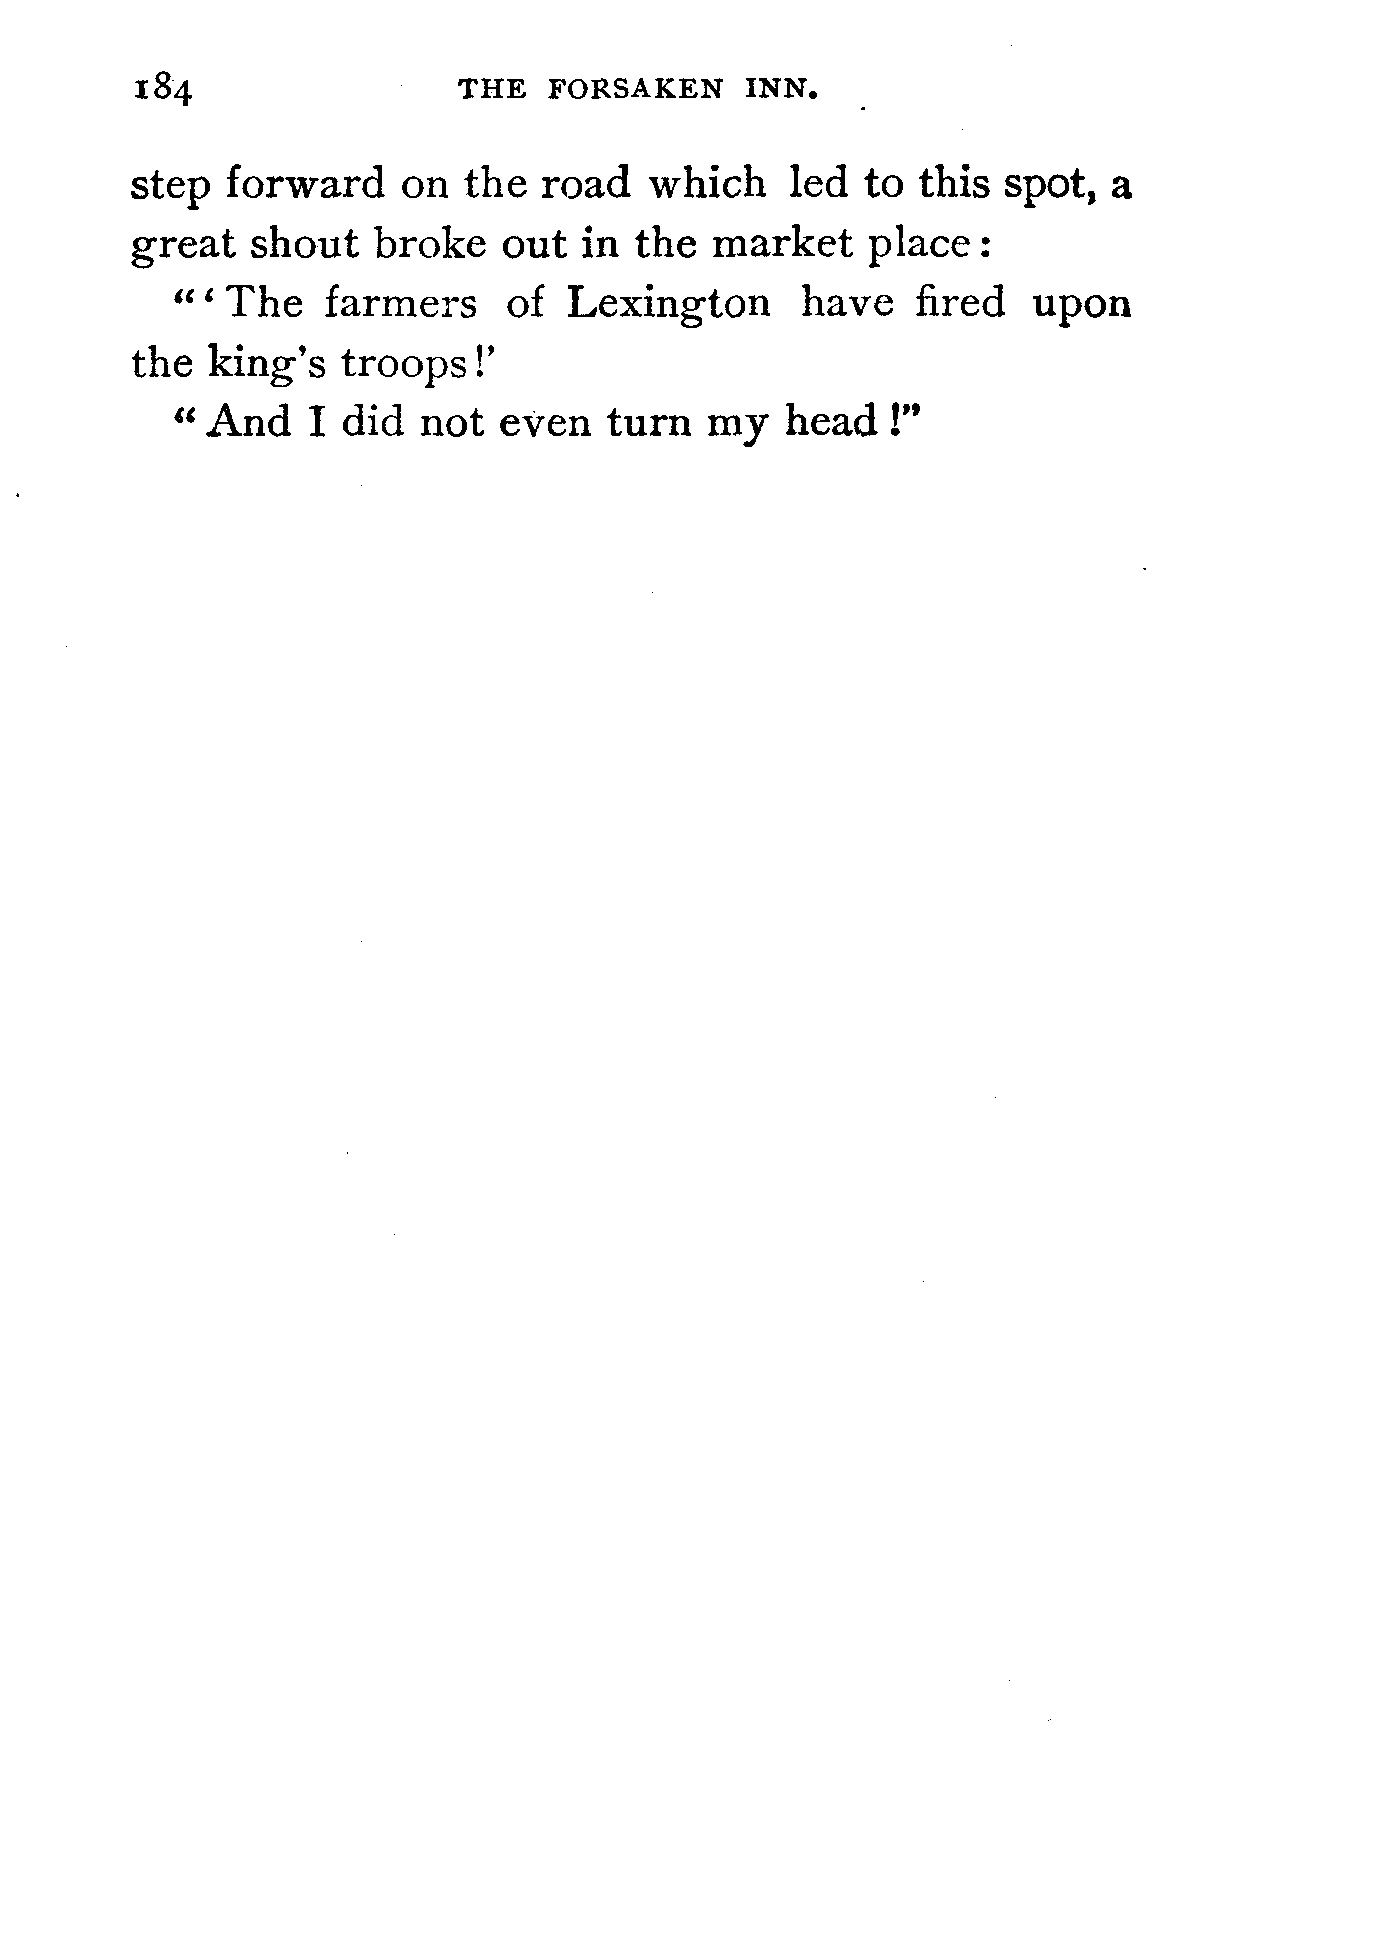 184 THE FORSAKEN INN.
step forward on the road which led to this spot, a
great shout broke out in the market place:
"'The farmers of Lexington have fired upon
the king's troops!'
"And I did not even turn my head!"